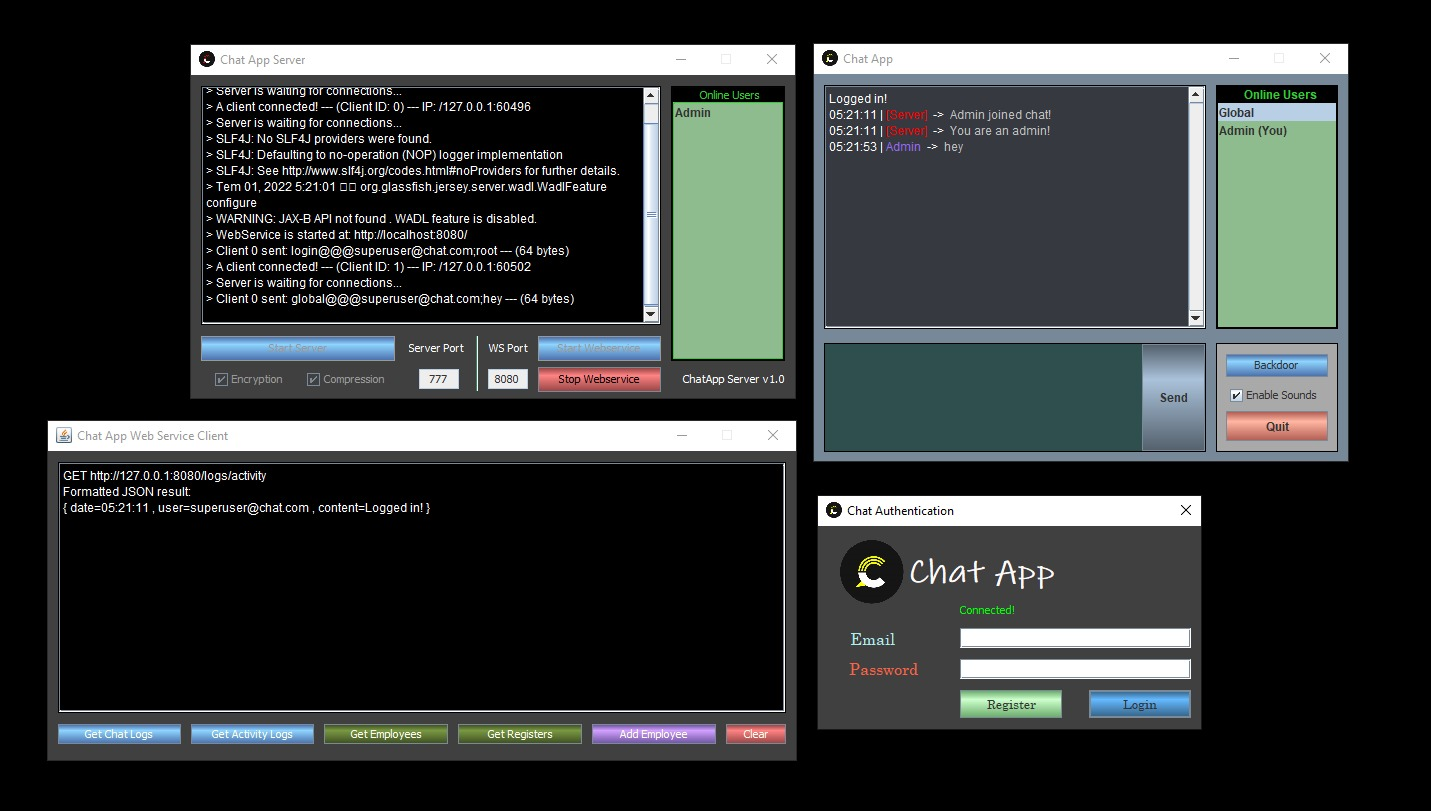 Chat App Server
> Server is waiting for connections...
> A client connected! --- (Client ID: 0) --- IP: /127.0.0.1:60496
> Server is waiting for connections...
> SLF4J: No SLF4J providers were found.
> SLF4J: Defaulting to no-operation (NOP) logger implementation
> SLF4J: See http://www.slf4j.org/codes.html#noProviders for further details.
> Tem 01, 2022 5:21:01 □□ org.glassfish.jersey.server.wadl.WadlFeature
configure
> WARNING: JAX-B API not found . WADL feature is disabled.
> WebService is started at: http://localhost:8080/
> Client 0 sent: login@@@superuser@chat.com;root --- (64 bytes)
> A client connected! --- (Client ID: 1) --- IP: /127.0.0.1:60502
> Server is waiting for connections...
> Client 0 sent: global@@@superuser@chat.com;hey --- (64 bytes)
Online Users
Admin
Start Server
Server Port
WS Port
Start Webservice
Encryption
Compression
777
8080
Stop Webservice
ChatApp Server v1.0
Chat App
Logged in!
05:21:11 | [Server] -> Admin joined chat!
05:21:11 | [Server] -> You are an admin!
05:21:53 | Admin -> hey
Online Users
Global
Admin (You)
Send
Backdoor
Enable Sounds
Quit
Chat App Web Service Client
GET http://127.0.0.1:8080/logs/activity
Formatted JSON result:
{ date=05:21:11 , user=superuser@chat.com , content=Logged in! }
Get Chat Logs
Get Activity Logs
Get Employees
Get Registers
Add Employee
Clear
Chat Authentication
Chat App
Connected!
Email
Password
Register
Login